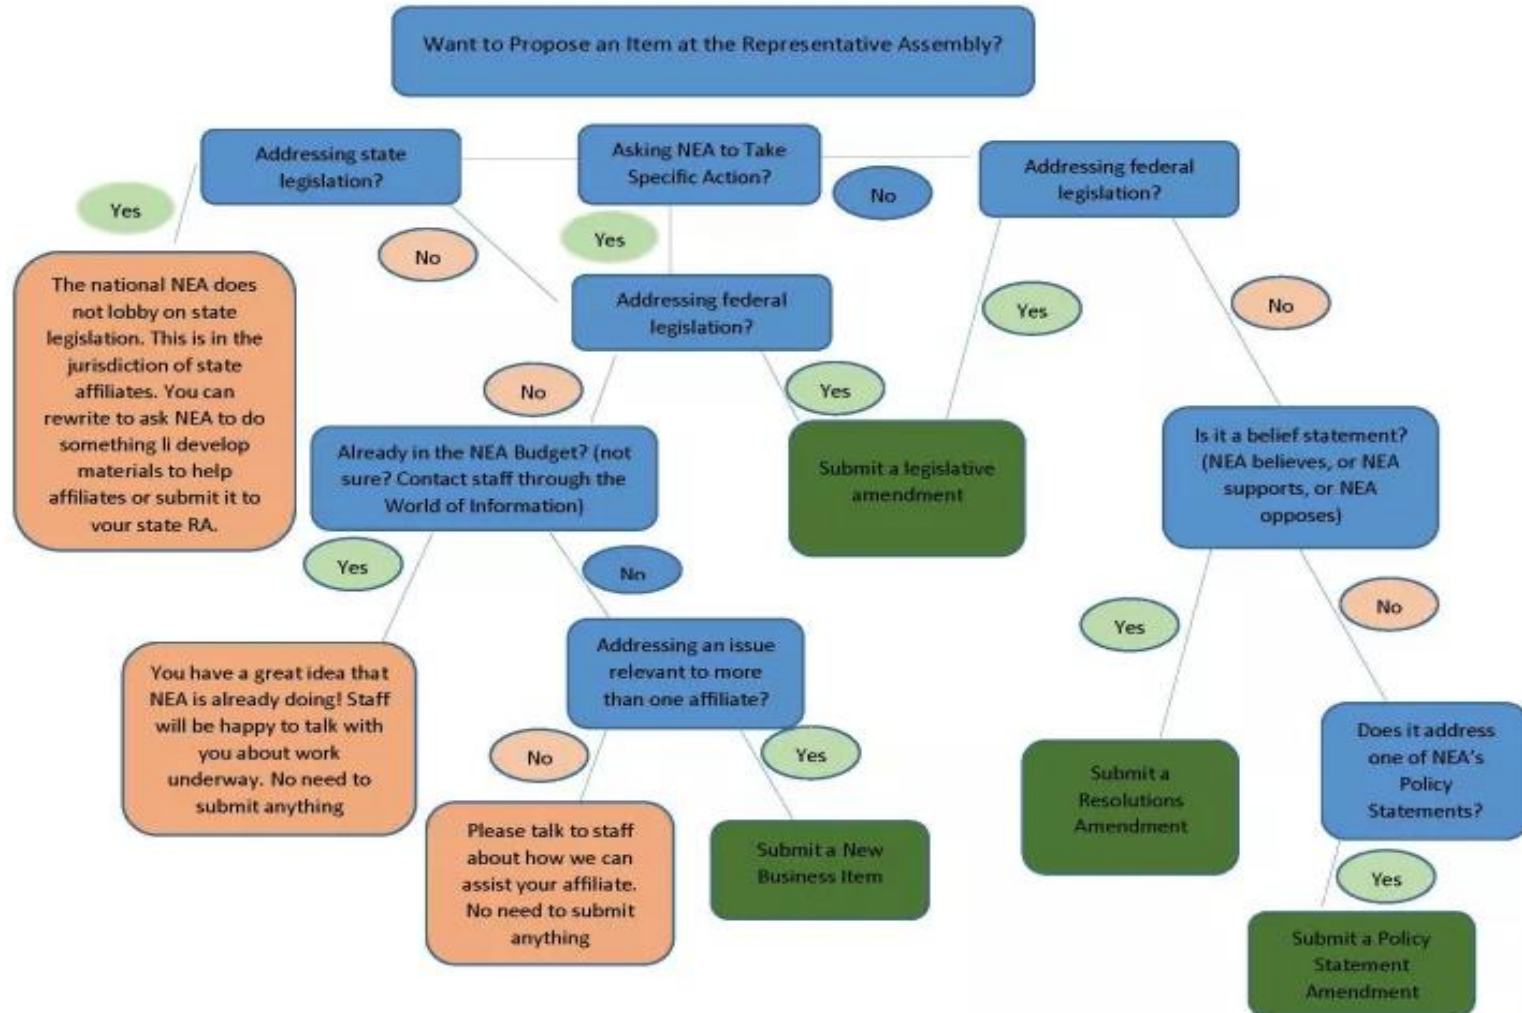 Want to Propose an Item at the Representative Assembly?
Addressing state
legislation?
Asking NEA to Take
Specific Action?
Addressing federal
legislation?
Yes
No
Yes
No
Addressing federal
legislation?
Yes
No
The national NEA does
not lobby on state
legislation. This is in the
jurisdiction of state
affiliates. You can
rewrite to ask NEA to do
something li develop
materials to help
affiliates or submit it to
your state RA.
No
Yes
Already in the NEA Budget? (not
sure? Contact staff through the
World of Information)
Submit a legislative
amendment
Is it a belief statement?
(NEA believes, or NEA
supports, or NEA
opposes)
Yes
No
Yes
No
You have a great idea that
NEA is already doing! Staff
will be happy to talk with
you about work
underway. No need to
submit anything
Addressing an issue
relevant to more
than one affiliate?
No
Yes
Submit a
Resolutions
Amendment
Does it address
one of NEA's
Policy
Statements?
Please talk to staff
about how we can
assist your affiliate.
No need to submit
anything
Submit a New
Business Item
Yes
Submit a Policy
Statement
Amendment